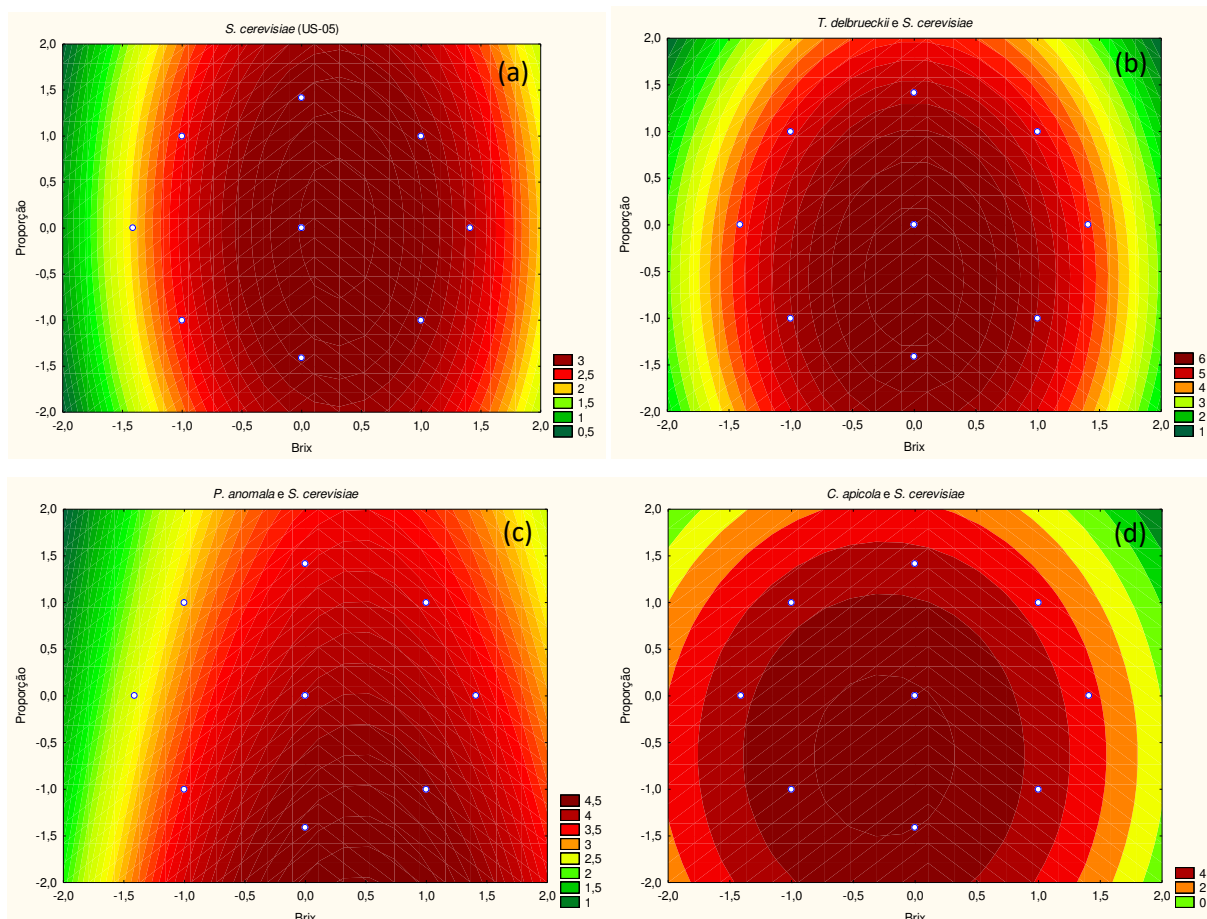 S. cerevisiae (US-05)
(a)
2,0
1,5
1,0
0,5
0,0
-0,5
-1,0
-1,5
-2,0
Proporção
-2,0 -1,5 -1,0 -0,5 0,0 0,5 1,0 1,5 2,0
Brix
3
2,5
2
1,5
1
0,5
T. delbrueckii e S. cerevisiae
(b)
2,0
1,5
1,0
0,5
0,0
-0,5
-1,0
-1,5
-2,0
Proporção
-2,0 -1,5 -1,0 -0,5 0,0 0,5 1,0 1,5 2,0
Brix
6
5
4
3
2
1
P. anomala e S. cerevisiae
(c)
2,0
1,5
1,0
0,5
0,0
-0,5
-1,0
-1,5
-2,0
Proporção
-2,0 -1,5 -1,0 -0,5 0,0 0,5 1,0 1,5 2,0
Brix
4,5
4
3,5
3
2,5
2
1,5
1
C. apicola e S. cerevisiae
(d)
2,0
1,5
1,0
0,5
0,0
-0,5
-1,0
-1,5
-2,0
Proporção
-2,0 -1,5 -1,0 -0,5 0,0 0,5 1,0 1,5 2,0
Brix
4
2
0